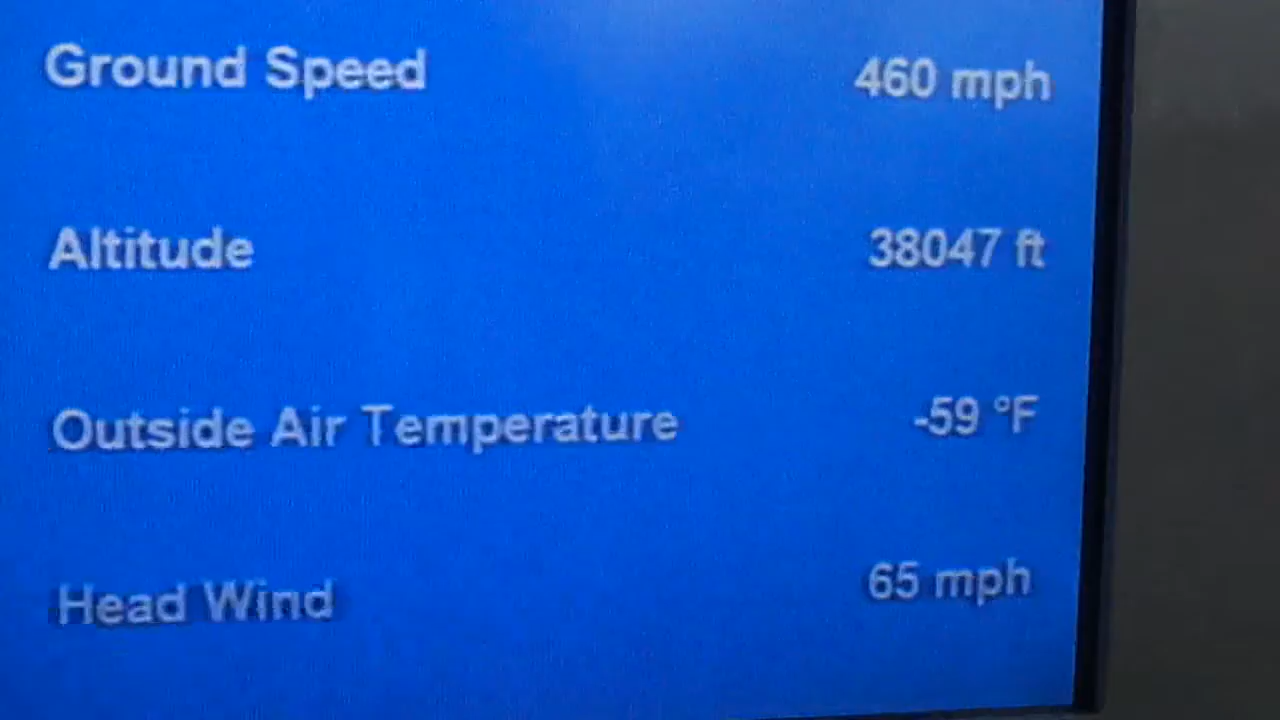 Ground Speed 460 mph
Altitude 38047 ft
Outside Air Temperature -59 °F
Head Wind 65 mph